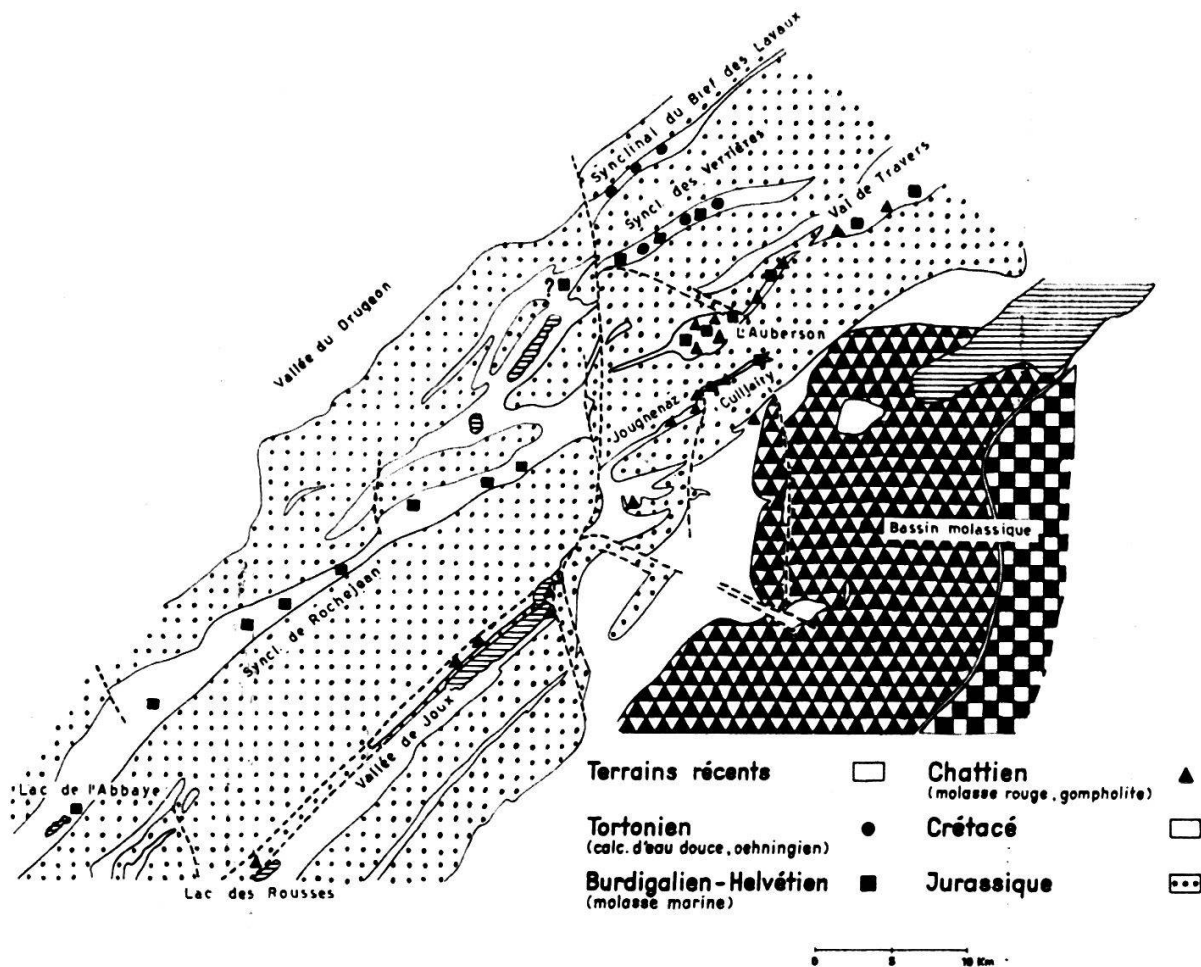 Synclinal du Bief des Lavaux
Syncl. des Verrières
Val de Travers
Vallée du Drugeon
?
L'Auberson
Jougnenaz
Cuilleiry
Bassin molassique
Syncl. de Rochejean
Vallée de Joux
Lac de l'Abbaye
Lac des Rousses
Terrains récents
Chattien
(molasse rouge, gompholite)
Tortonien
(calc. d'eau douce, oehningien)
Crétacé
Burdigalien-Helvétien
(molasse marine)
Jurassique
0 5 10 Km